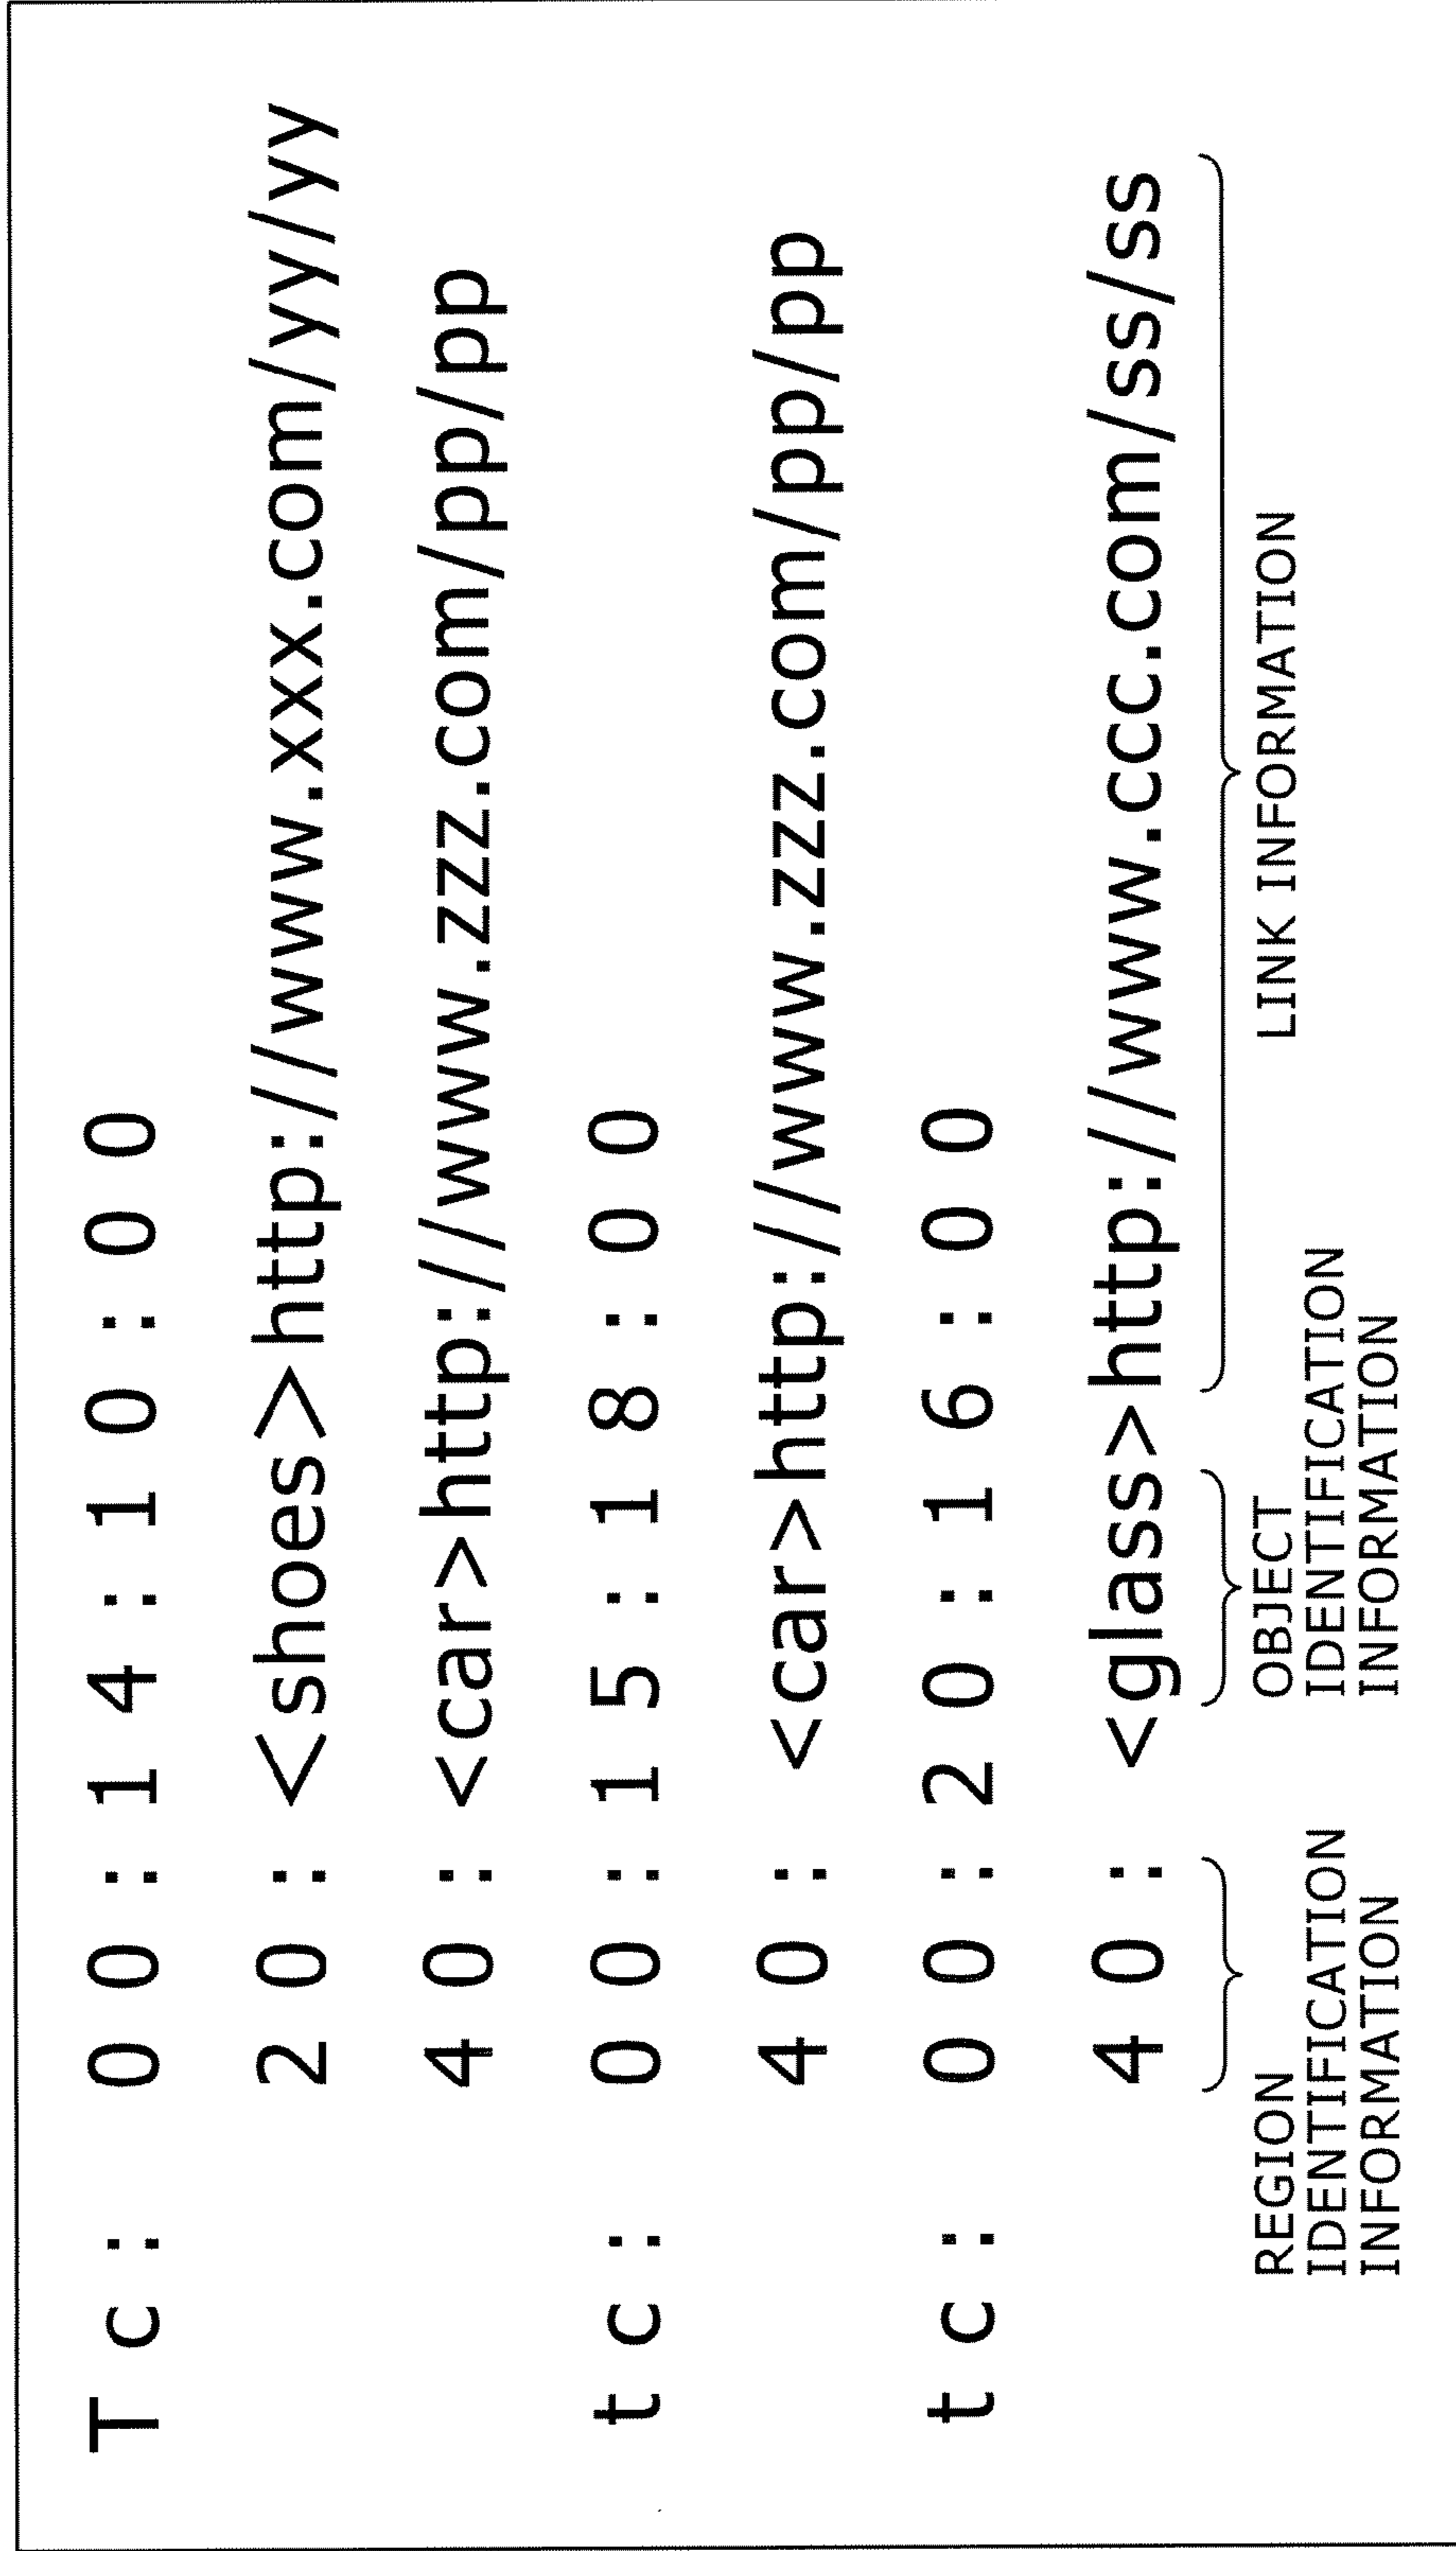 Tc: 00:14:10:00
20:<shoes>http://www.xxx.com/yy/yy
40:<car>http://www.zzz.com/pp/pp
tc: 00:15:18:00
40: <car>http://www.zzz.com/pp/pp
tc: 00:20:16:00
40: <glass>http://www.ccc.com/ss/ss
REGION
IDENTIFICATION
INFORMATION
OBJECT
IDENTIFICATION
INFORMATION
LINK INFORMATION